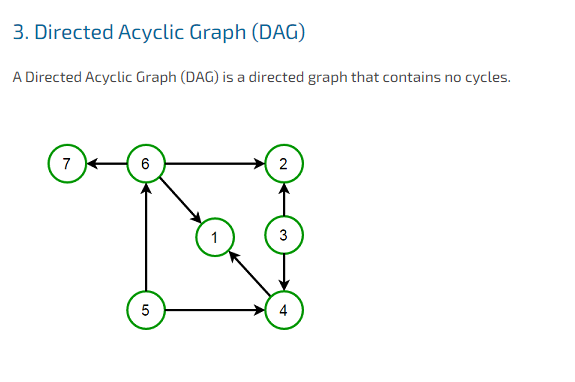 3. Directed Acyclic Graph (DAG)
A Directed Acyclic Graph (DAG) is a directed graph that contains no cycles.
7 6 2
1 3
5 4